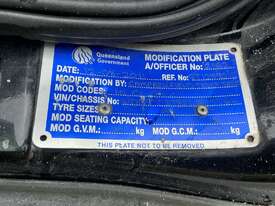 Queensland
Government
MODIFICATION PLATE
A/OFFICER No.
DATE:
REF. No.
MODIFICATION BY:
MOD CODES:
VIN/CHASSIS No.
TYRE SIZES
MOD SEATING CAPACITY
MOD G.V.M.: kg MOD G.C.M.: kg
THIS PLATE NOT TO BE REMOVED.